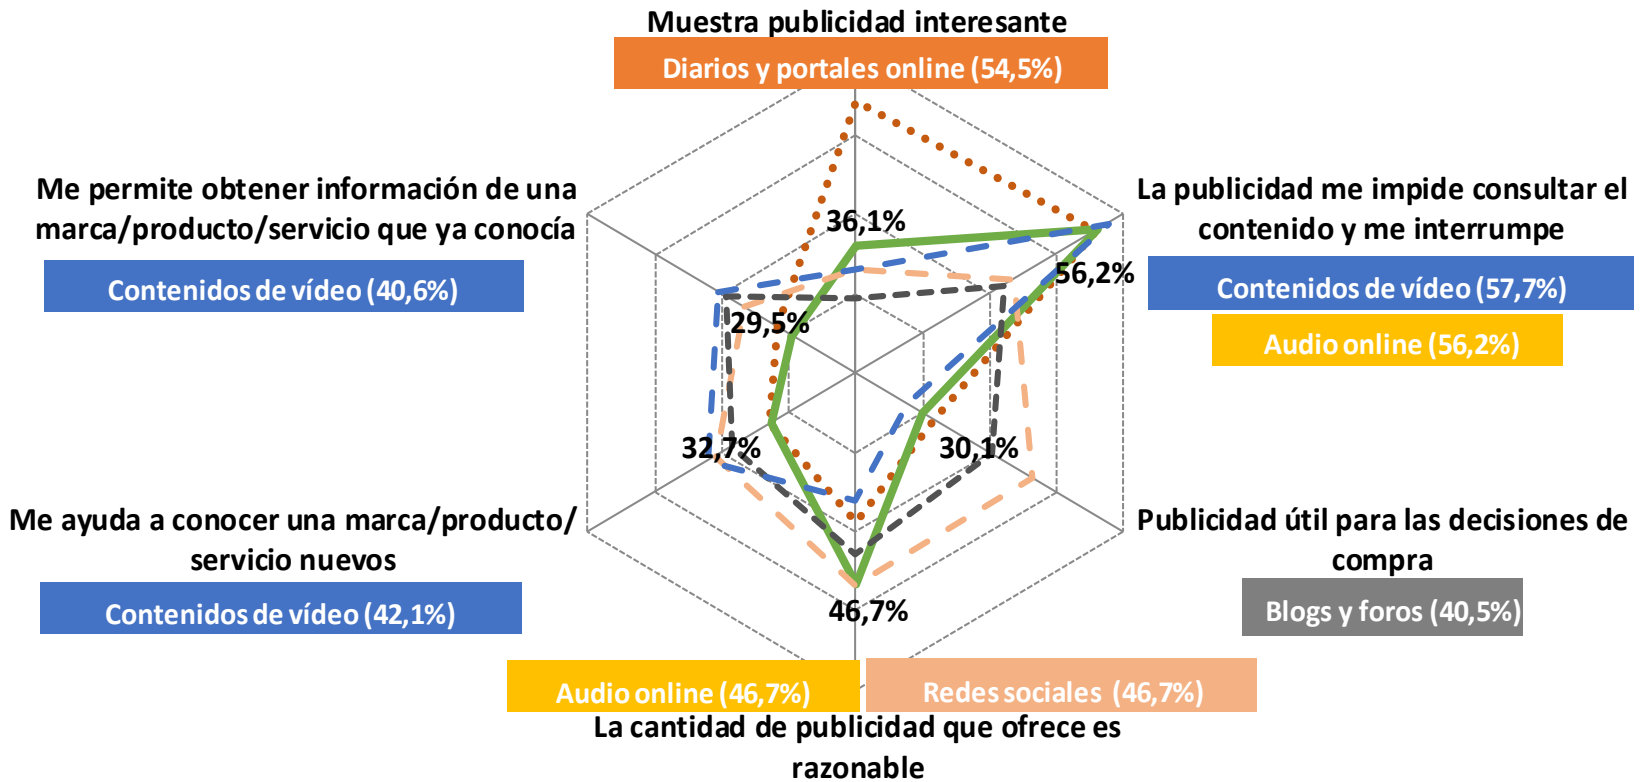 Muestra publicidad interesante
Diarios y portales online (54,5%)
Me permite obtener información de una
marca/producto/servicio que ya conocía
Contenidos de vídeo (40,6%)
La publicidad me impide consultar el
contenido y me interrumpe
Contenidos de vídeo (57,7%)
Audio online (56,2%)
36,1%
56,2%
29,5%
32,7%
30,1%
46,7%
Me ayuda a conocer una marca/producto/
servicio nuevos
Contenidos de vídeo (42,1%)
Publicidad útil para las decisiones de
compra
Blogs y foros (40,5%)
Audio online (46,7%)
Redes sociales (46,7%)
La cantidad de publicidad que ofrece es
razonable